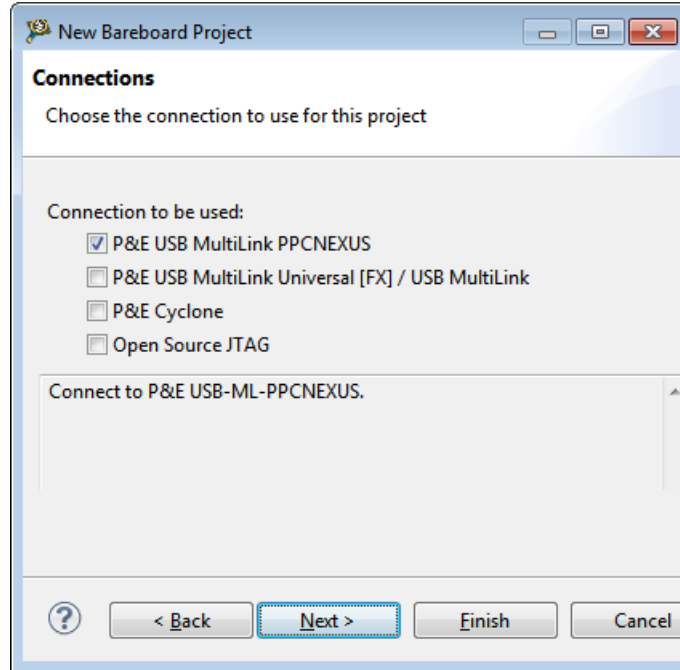 New Bareboard Project
Connections
Choose the connection to use for this project
Connection to be used:
P&E USB MultiLink PPCNEXUS
P&E USB MultiLink Universal [FX] / USB MultiLink
P&E Cyclone
Open Source JTAG
Connect to P&E USB-ML-PPCNEXUS.
< Back Next > Finish Cancel